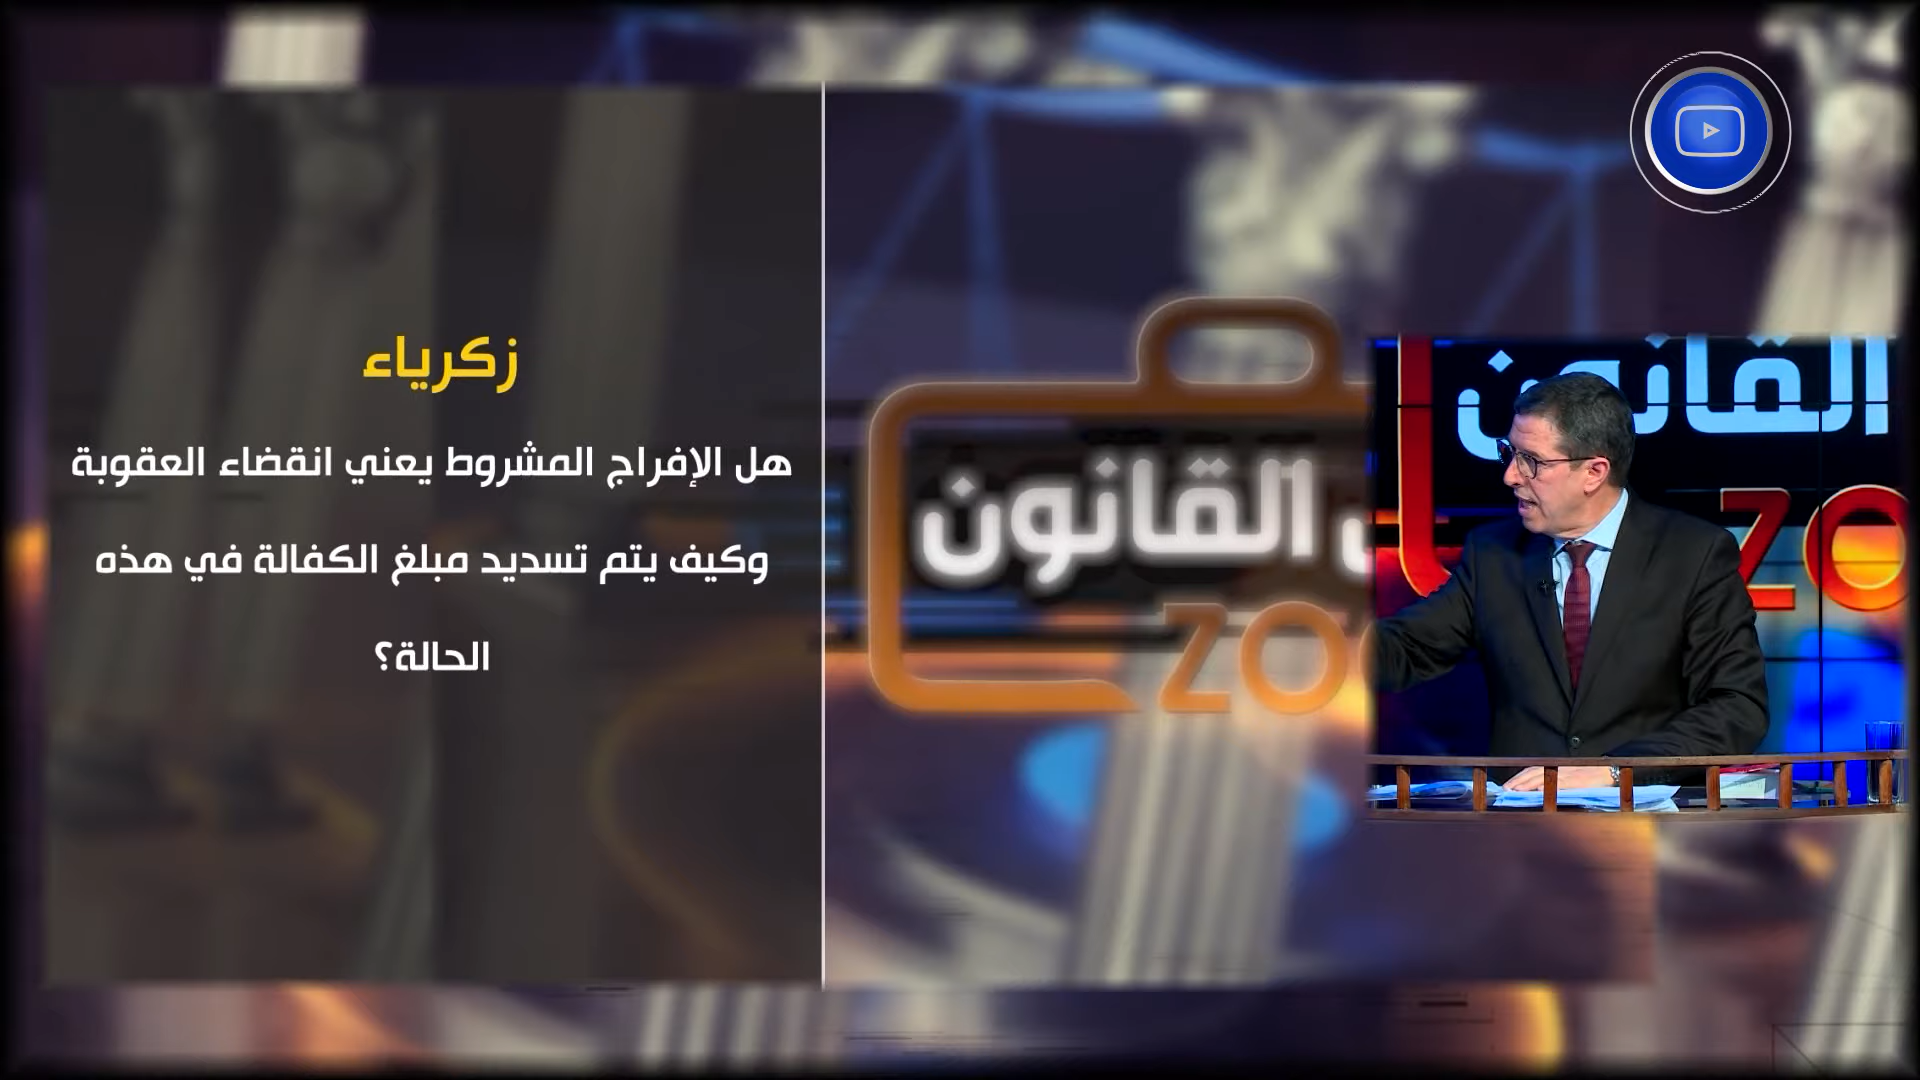 زكرياء
هل الإفراج المشروط يعني انقضاء العقوبة
وكيف يتم تسديد مبلغ الكفالة في هذه
الحالة؟
القانون
ZO
القانون
ZO